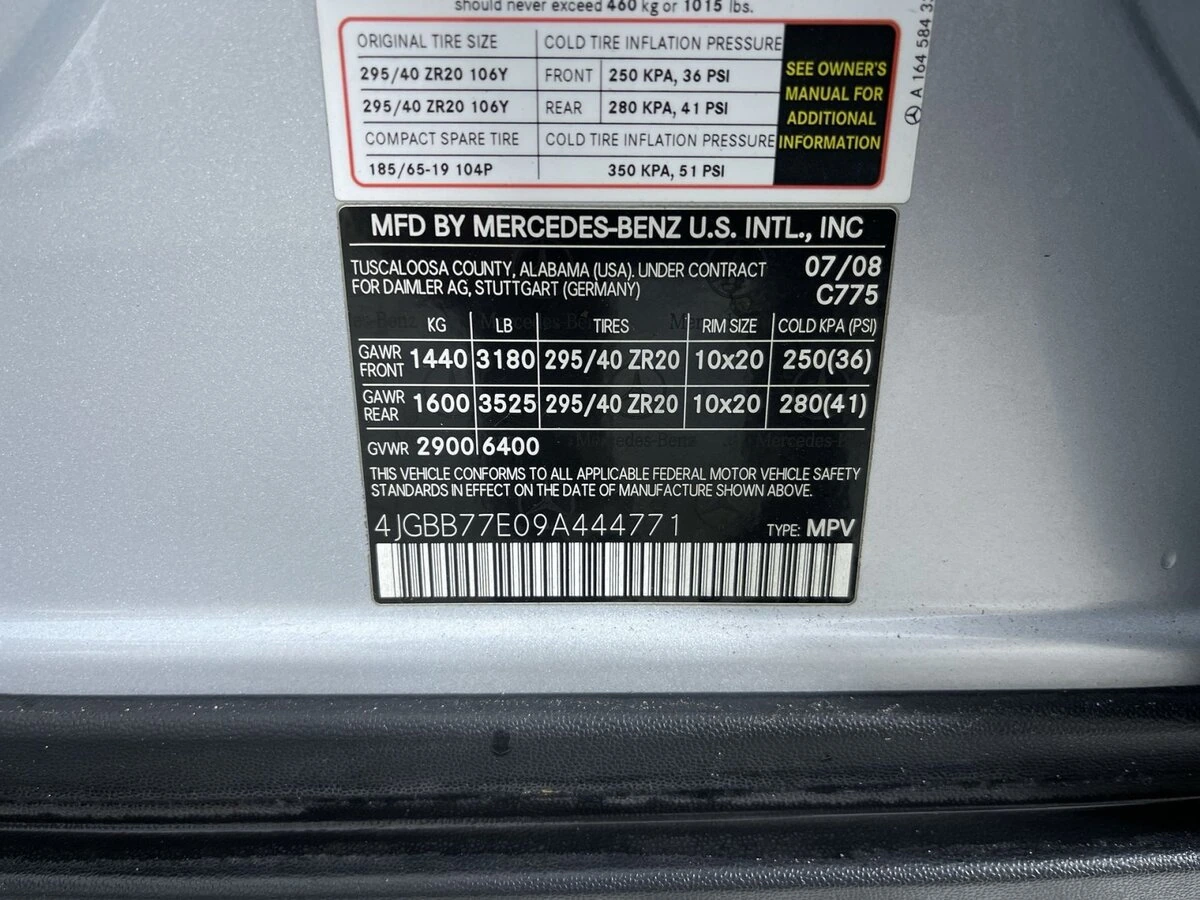 should never exceed 460 kg or 1015 lbs.
ORIGINAL TIRE SIZE COLD TIRE INFLATION PRESSURE
295/40 ZR20 106Y FRONT 250 KPA, 36 PSI
295/40 ZR20 106Y REAR 280 KPA, 41 PSI
COMPACT SPARE TIRE COLD TIRE INFLATION PRESSURE
185/65-19 104P 350 KPA, 51 PSI
SEE OWNER'S
MANUAL FOR
ADDITIONAL
INFORMATION
A 164 584
MFD BY MERCEDES-BENZ U.S. INTL., INC
TUSCALOOSA COUNTY, ALABAMA (USA). UNDER CONTRACT 07/08
FOR DAIMLER AG, STUTTGART (GERMANY) C775
KG LB TIRES RIM SIZE COLD KPA (PSI)
GAWR FRONT 1440 3180 295/40 ZR20 10x20 250(36)
GAWR REAR 1600 3525 295/40 ZR20 10x20 280(41)
GVWR 2900 6400
THIS VEHICLE CONFORMS TO ALL APPLICABLE FEDERAL MOTOR VEHICLE SAFETY
STANDARDS IN EFFECT ON THE DATE OF MANUFACTURE SHOWN ABOVE.
4JGBB77E09A444771 TYPE: MPV